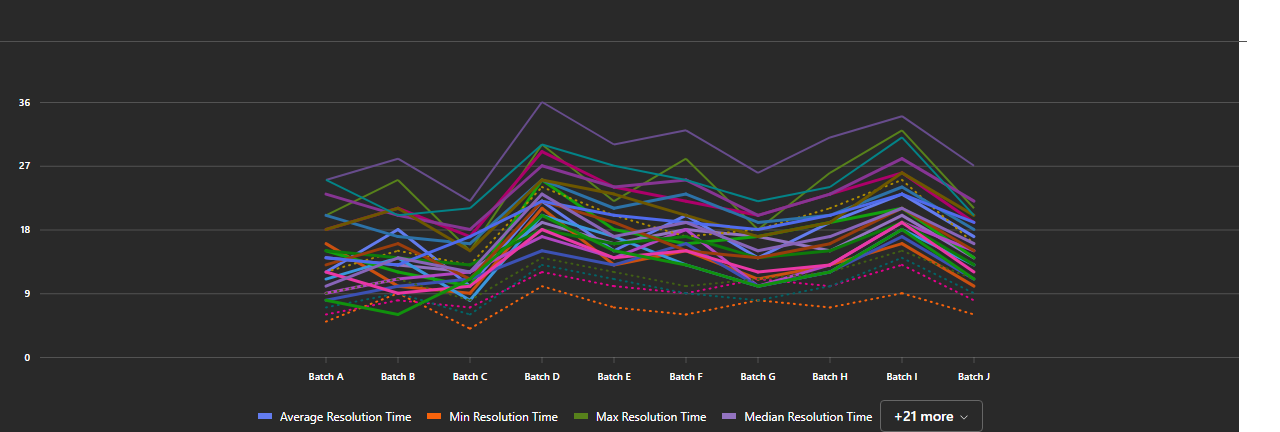 36
27
18
9
0
Batch A Batch B Batch C Batch D Batch E Batch F Batch G Batch H Batch I Batch J
Average Resolution Time Min Resolution Time Max Resolution Time Median Resolution Time +21 more